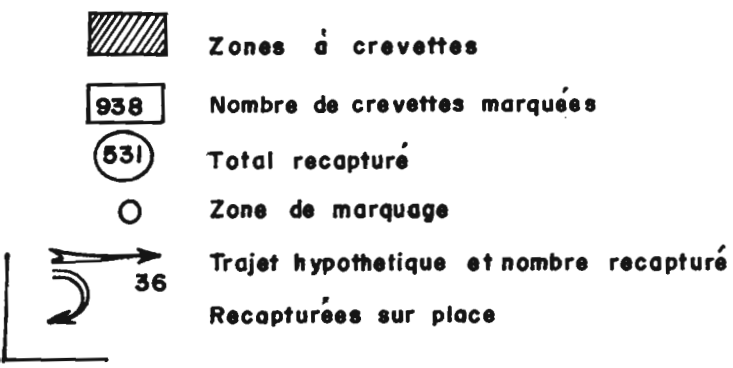 Zones à crevettes
938 Nombre de crevettes marquées
531 Total recapturé
Zone de marquage
Trajet hypothetique et nombre recapturé
36
Recapturées sur place